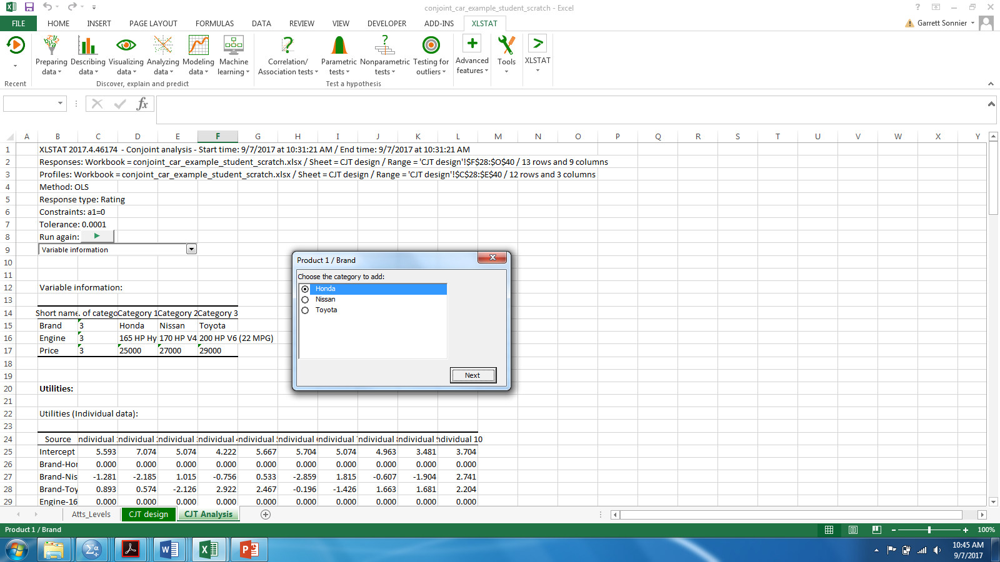 conjoint_car_example_student_scratch - Excel
FILE HOME INSERT PAGE LAYOUT FORMULAS DATA REVIEW VIEW DEVELOPER ADD-INS XLSTAT Garrett Sonnier
Preparing data Describing data Visualizing data Analyzing data Modeling data Machine learning Correlation/ Association tests Parametric tests Nonparametric tests Testing for outliers Advanced features Tools XLSTAT
Recent Discover, explain and predict Test a hypothesis
fx
A B C D E F G H I J K L M N O P Q R S T U V W X Y
1 XLSTAT 2017.4.46174 - Conjoint analysis - Start time: 9/7/2017 at 10:31:21 AM / End time: 9/7/2017 at 10:31:21 AM
2 Responses: Workbook = conjoint_car_example_student_scratch.xlsx / Sheet = CJT design / Range = 'CJT design'!$F$28:$O$40 / 13 rows and 9 columns
3 Profiles: Workbook = conjoint_car_example_student_scratch.xlsx / Sheet = CJT design / Range = 'CJT design'!$C$28:$E$40 / 12 rows and 3 columns
4 Method: OLS
5 Response type: Rating
6 Constraints: a1=0
7 Tolerance: 0.0001
8 Run again:
9 Variable information
10
11
12 Variable information:
13
14 Short name . of catego Category 1 Category 2 Category 3
15 Brand 3 Honda Nissan Toyota
16 Engine 3 165 HP Hy 170 HP V4 200 HP V6 (22 MPG)
17 Price 3 25000 27000 29000
18
19
20 Utilities:
21
22 Utilities (Individual data):
23
24 Source ndividual ndividual ndividual ndividual ndividual ndividual ndividual ndividual ndividual ndividual 10
25 Intercept 5.593 7.074 5.074 4.222 5.667 5.704 5.074 4.963 3.481 3.704
26 Brand-Hor 0.000 0.000 0.000 0.000 0.000 0.000 0.000 0.000 0.000 0.000
27 Brand-Nis -1.281 -2.185 1.015 -0.756 0.533 -2.859 1.815 -0.607 -1.904 2.741
28 Brand-Toy 0.893 0.574 -2.126 2.922 2.467 -0.196 -1.426 1.663 1.681 2.204
29 Engine-16 0.000 0.000 0.000 0.000 0.000 0.000 0.000 0.000 0.000 0.000
Product 1 / Brand
Choose the category to add:
Honda
Nissan
Toyota
Next
Atts_Levels CJT design CJT Analysis
Product 1 / Brand 100%
10:45 AM
9/7/2017